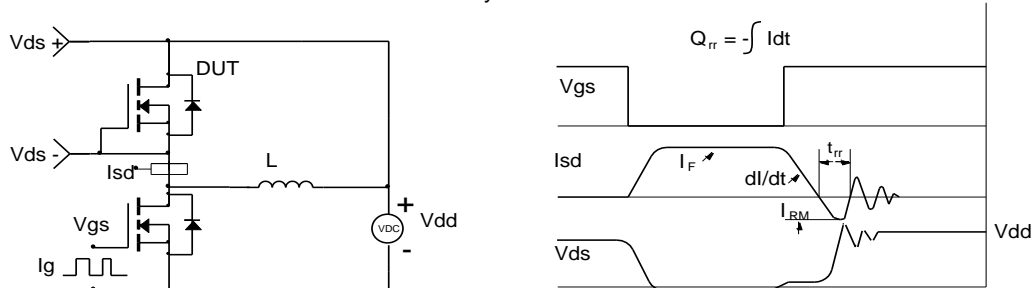 Vds +
DUT
Vds -
Isd
L
Vgs
Ig
+
VDC
-
Vdd
Qrr = -∫ Idt
Vgs
Isd
IF
dI/dt
trr
IRM
Vds
Vdd